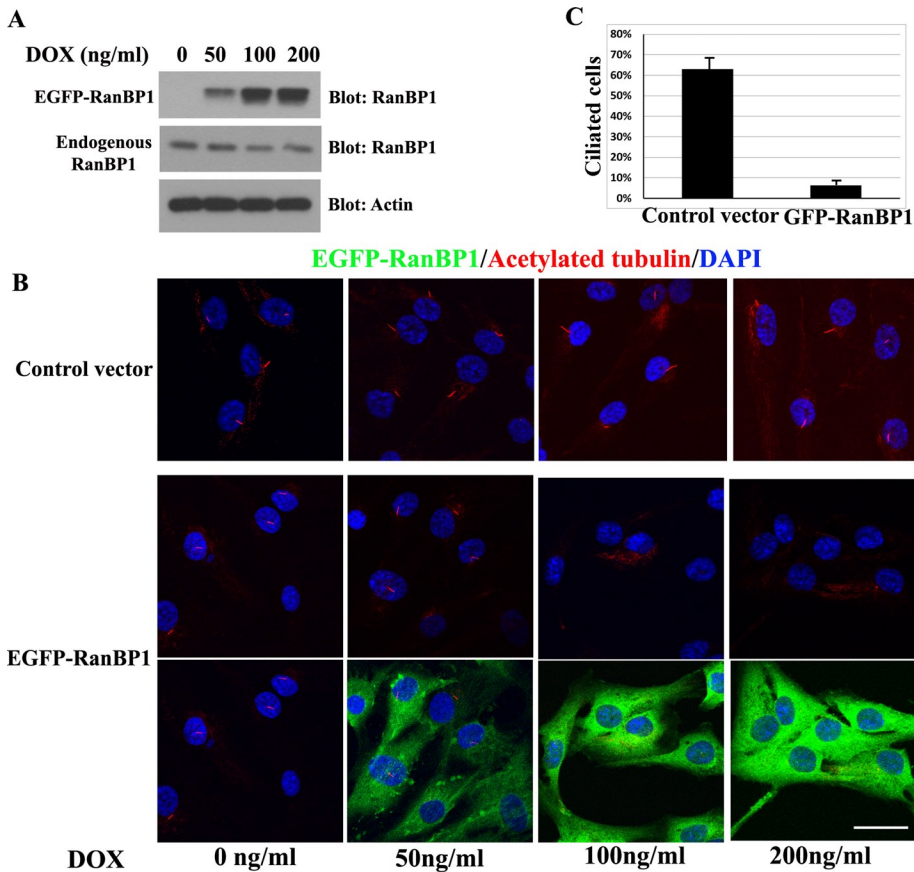 A
DOX (ng/ml) 0 50 100 200
EGFP-RanBP1 Blot: RanBP1
Endogenous RanBP1 Blot: RanBP1
Blot: Actin
C
Ciliated cells
80%
70%
60%
50%
40%
30%
20%
10%
0%
Control vector GFP-RanBP1
EGFP-RanBP1/Acetylated tubulin/DAPI
B
Control vector
EGFP-RanBP1
DOX 0 ng/ml 50ng/ml 100ng/ml 200ng/ml